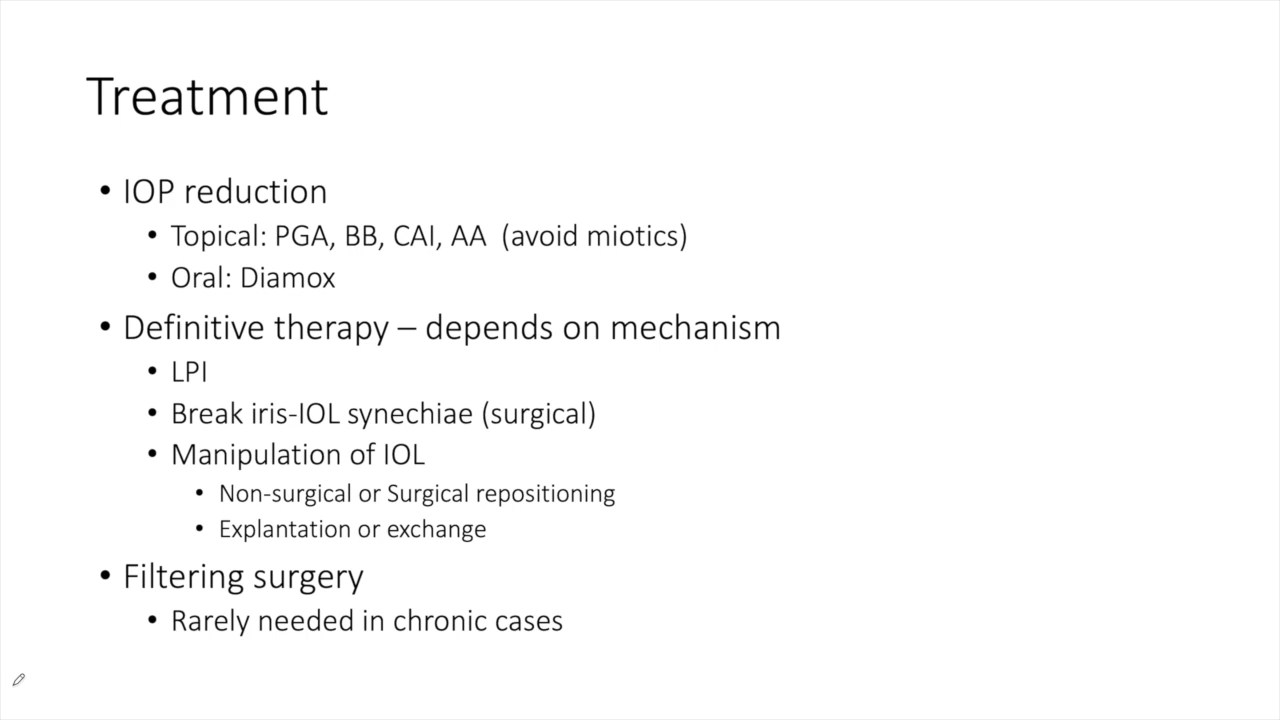 Treatment
• IOP reduction
• Topical: PGA, BB, CAI, AA (avoid miotics)
• Oral: Diamox
• Definitive therapy – depends on mechanism
• LPI
• Break iris-IOL synechiae (surgical)
• Manipulation of IOL
• Non-surgical or Surgical repositioning
• Explantation or exchange
• Filtering surgery
• Rarely needed in chronic cases